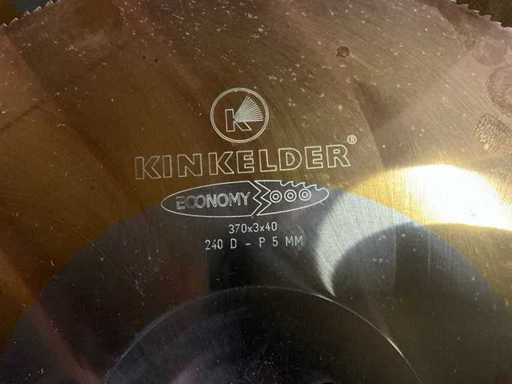 K
KINKELDER®
ECONOMY
370x3x40
240 D - P 5 MM